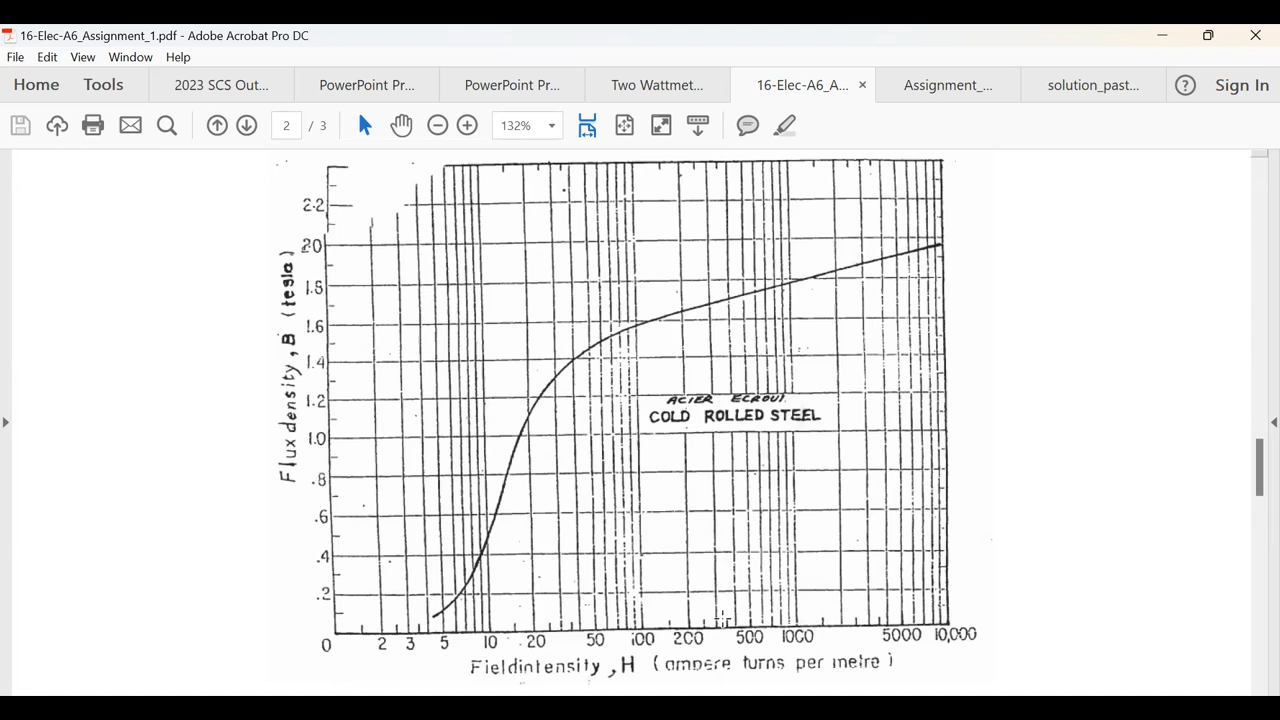 16-Elec-A6_Assignment_1.pdf - Adobe Acrobat Pro DC
File Edit View Window Help
Home Tools 2023 SCS Out... PowerPoint Pr... PowerPoint Pr... Two Wattmet... 16-Elec-A6_A... × Assignment_... solution_past... ? Sign In
2 / 3 132%
2.2
2.0
1.8
1.6
1.4
1.2
1.0
.8
.6
.4
.2
Flux density, B (tesla)
ACIER ECROUI
COLD ROLLED STEEL
0 2 3 5 10 20 50 100 200 500 1000 5000 10,000
Fieldintensity, H (ampere turns per metre)